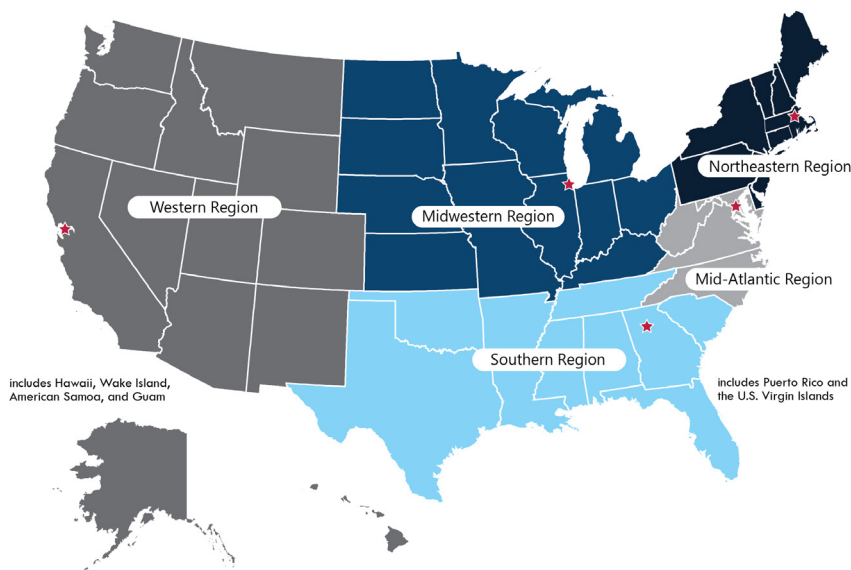 Northeastern Region
Western Region
Midwestern Region
Mid-Atlantic Region
Southern Region
includes Hawaii, Wake Island,
American Samoa, and Guam
includes Puerto Rico and
the U.S. Virgin Islands